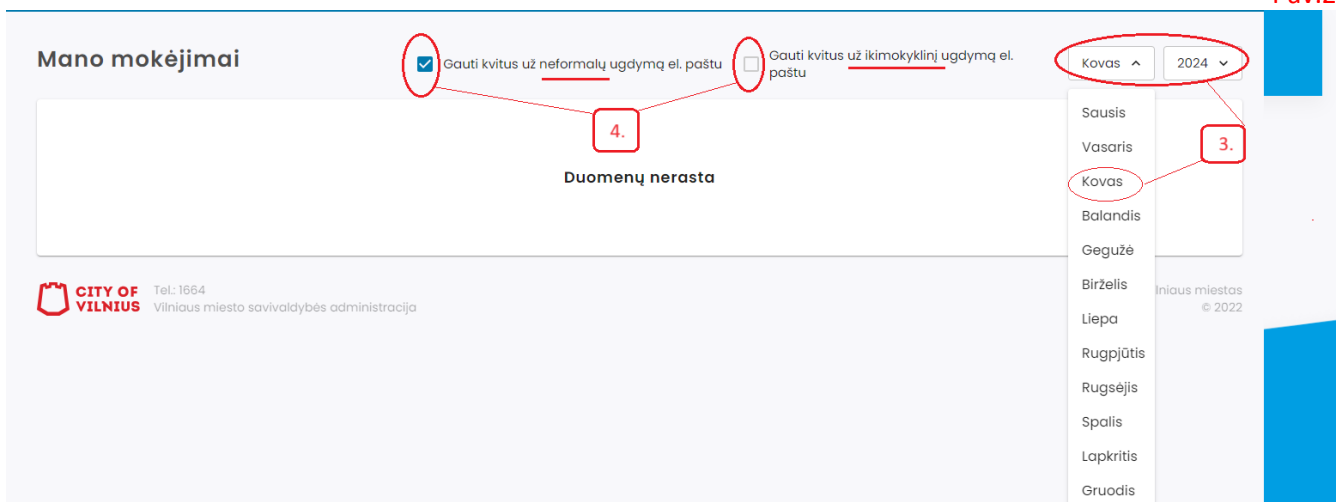 Mano mokėjimai
Gauti kvitus už neformalų ugdymą el. paštu
Gauti kvitus už ikimokyklinį ugdymą el.
paštu
Kovas
2024
4.
3.
Duomenų nerasta
Sausis
Vasaris
Kovas
Balandis
Gegužė
Birželis
Liepa
Rugpjūtis
Rugsėjis
Spalis
Lapkritis
Gruodis
CITY OF
VILNIUS
Tel.: 1664
Vilniaus miesto savivaldybės administracija
miestas
© 2022